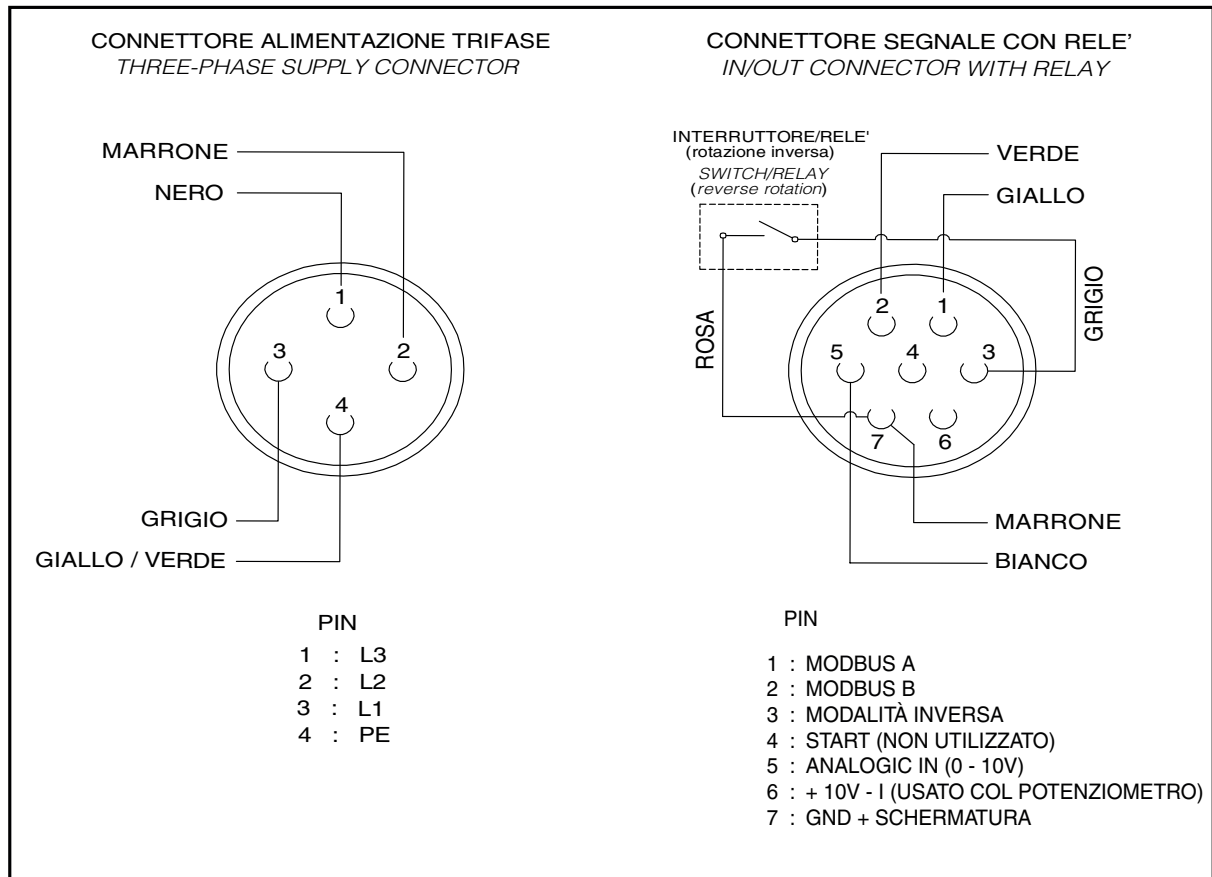 CONNETTORE ALIMENTAZIONE TRIFASE
THREE-PHASE SUPPLY CONNECTOR
MARRONE
NERO
1
3
2
4
GRIGIO
GIALLO / VERDE
PIN
1 : L3
2 : L2
3 : L1
4 : PE
CONNETTORE SEGNALE CON RELE'
IN/OUT CONNECTOR WITH RELAY
INTERRUTTORE/RELE'
(rotazione inversa)
SWITCH/RELAY
(reverse rotation)
VERDE
GIALLO
ROSA
GRIGIO
2
1
5
4
3
7
6
MARRONE
BIANCO
PIN
1 : MODBUS A
2 : MODBUS B
3 : MODALITÀ INVERSA
4 : START (NON UTILIZZATO)
5 : ANALOGIC IN (0 - 10V)
6 : + 10V - I (USATO COL POTENZIOMETRO)
7 : GND + SCHERMATURA